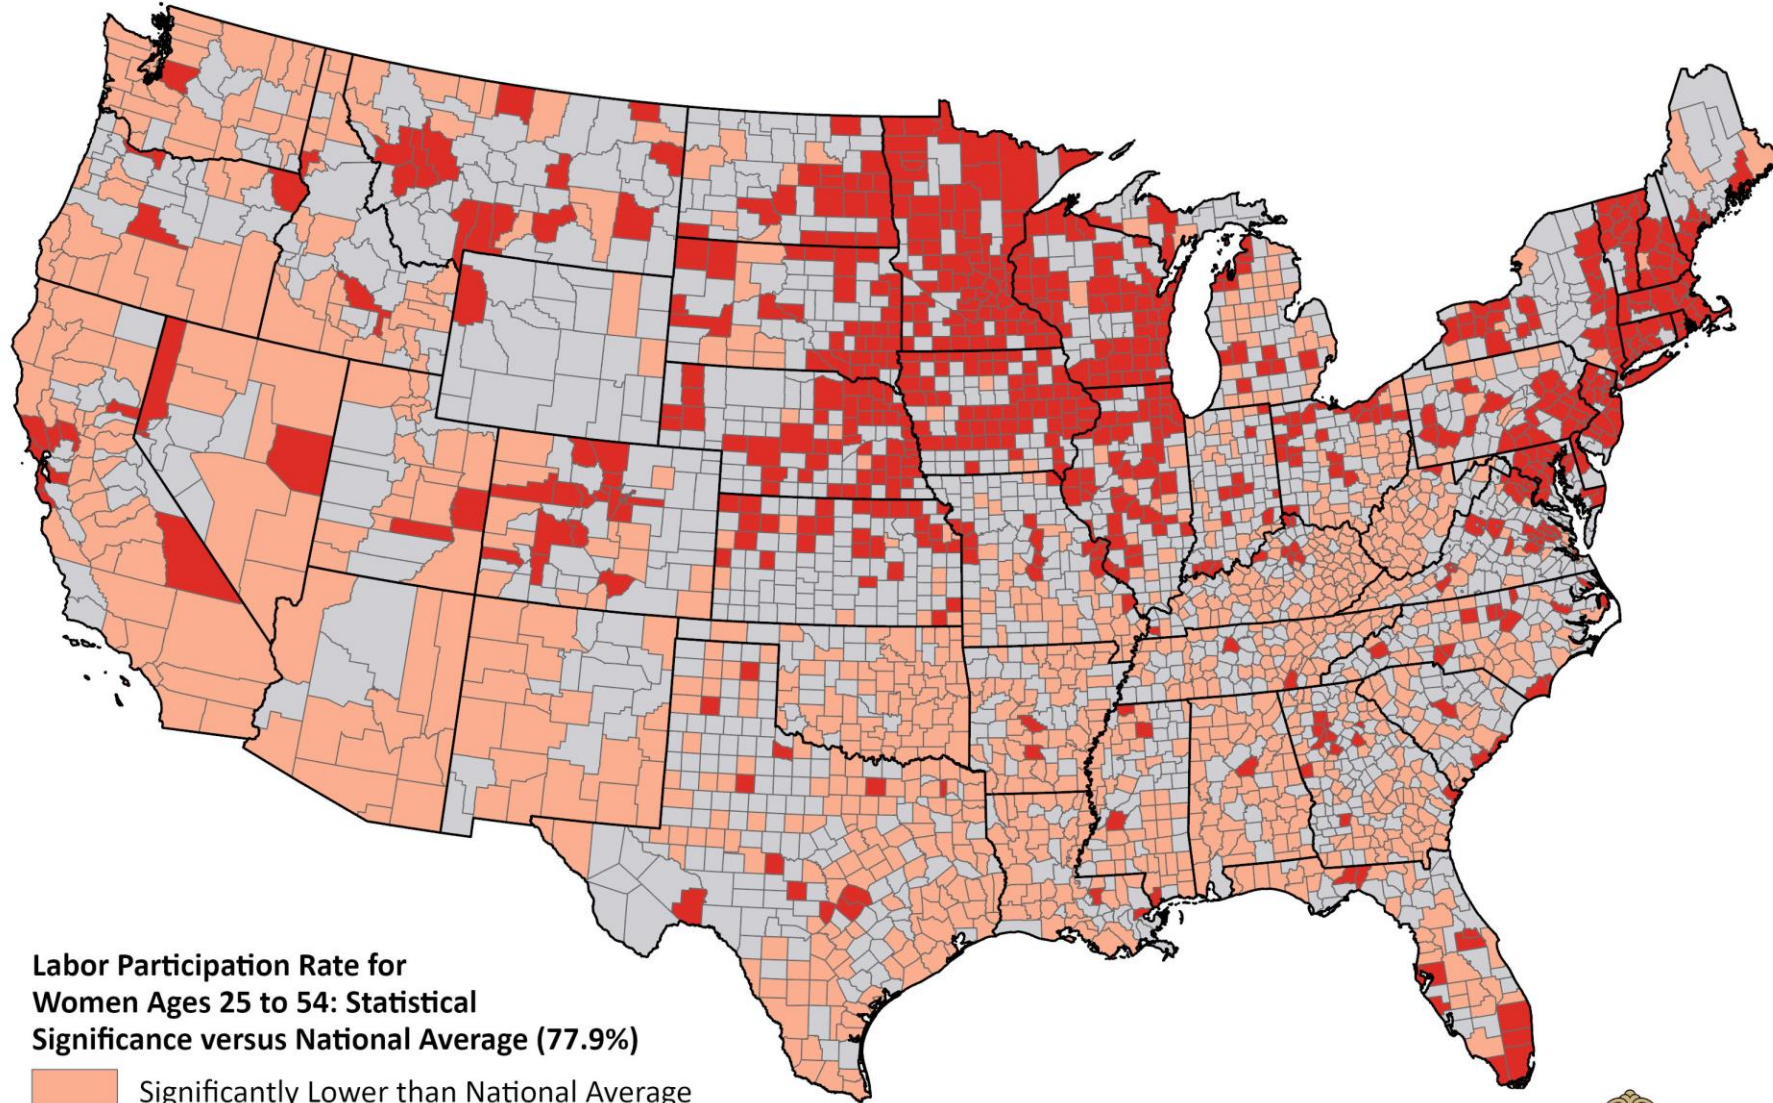 Labor Participation Rate for
Women Ages 25 to 54: Statistical
Significance versus National Average (77.9%)
Significantly Lower than National Average